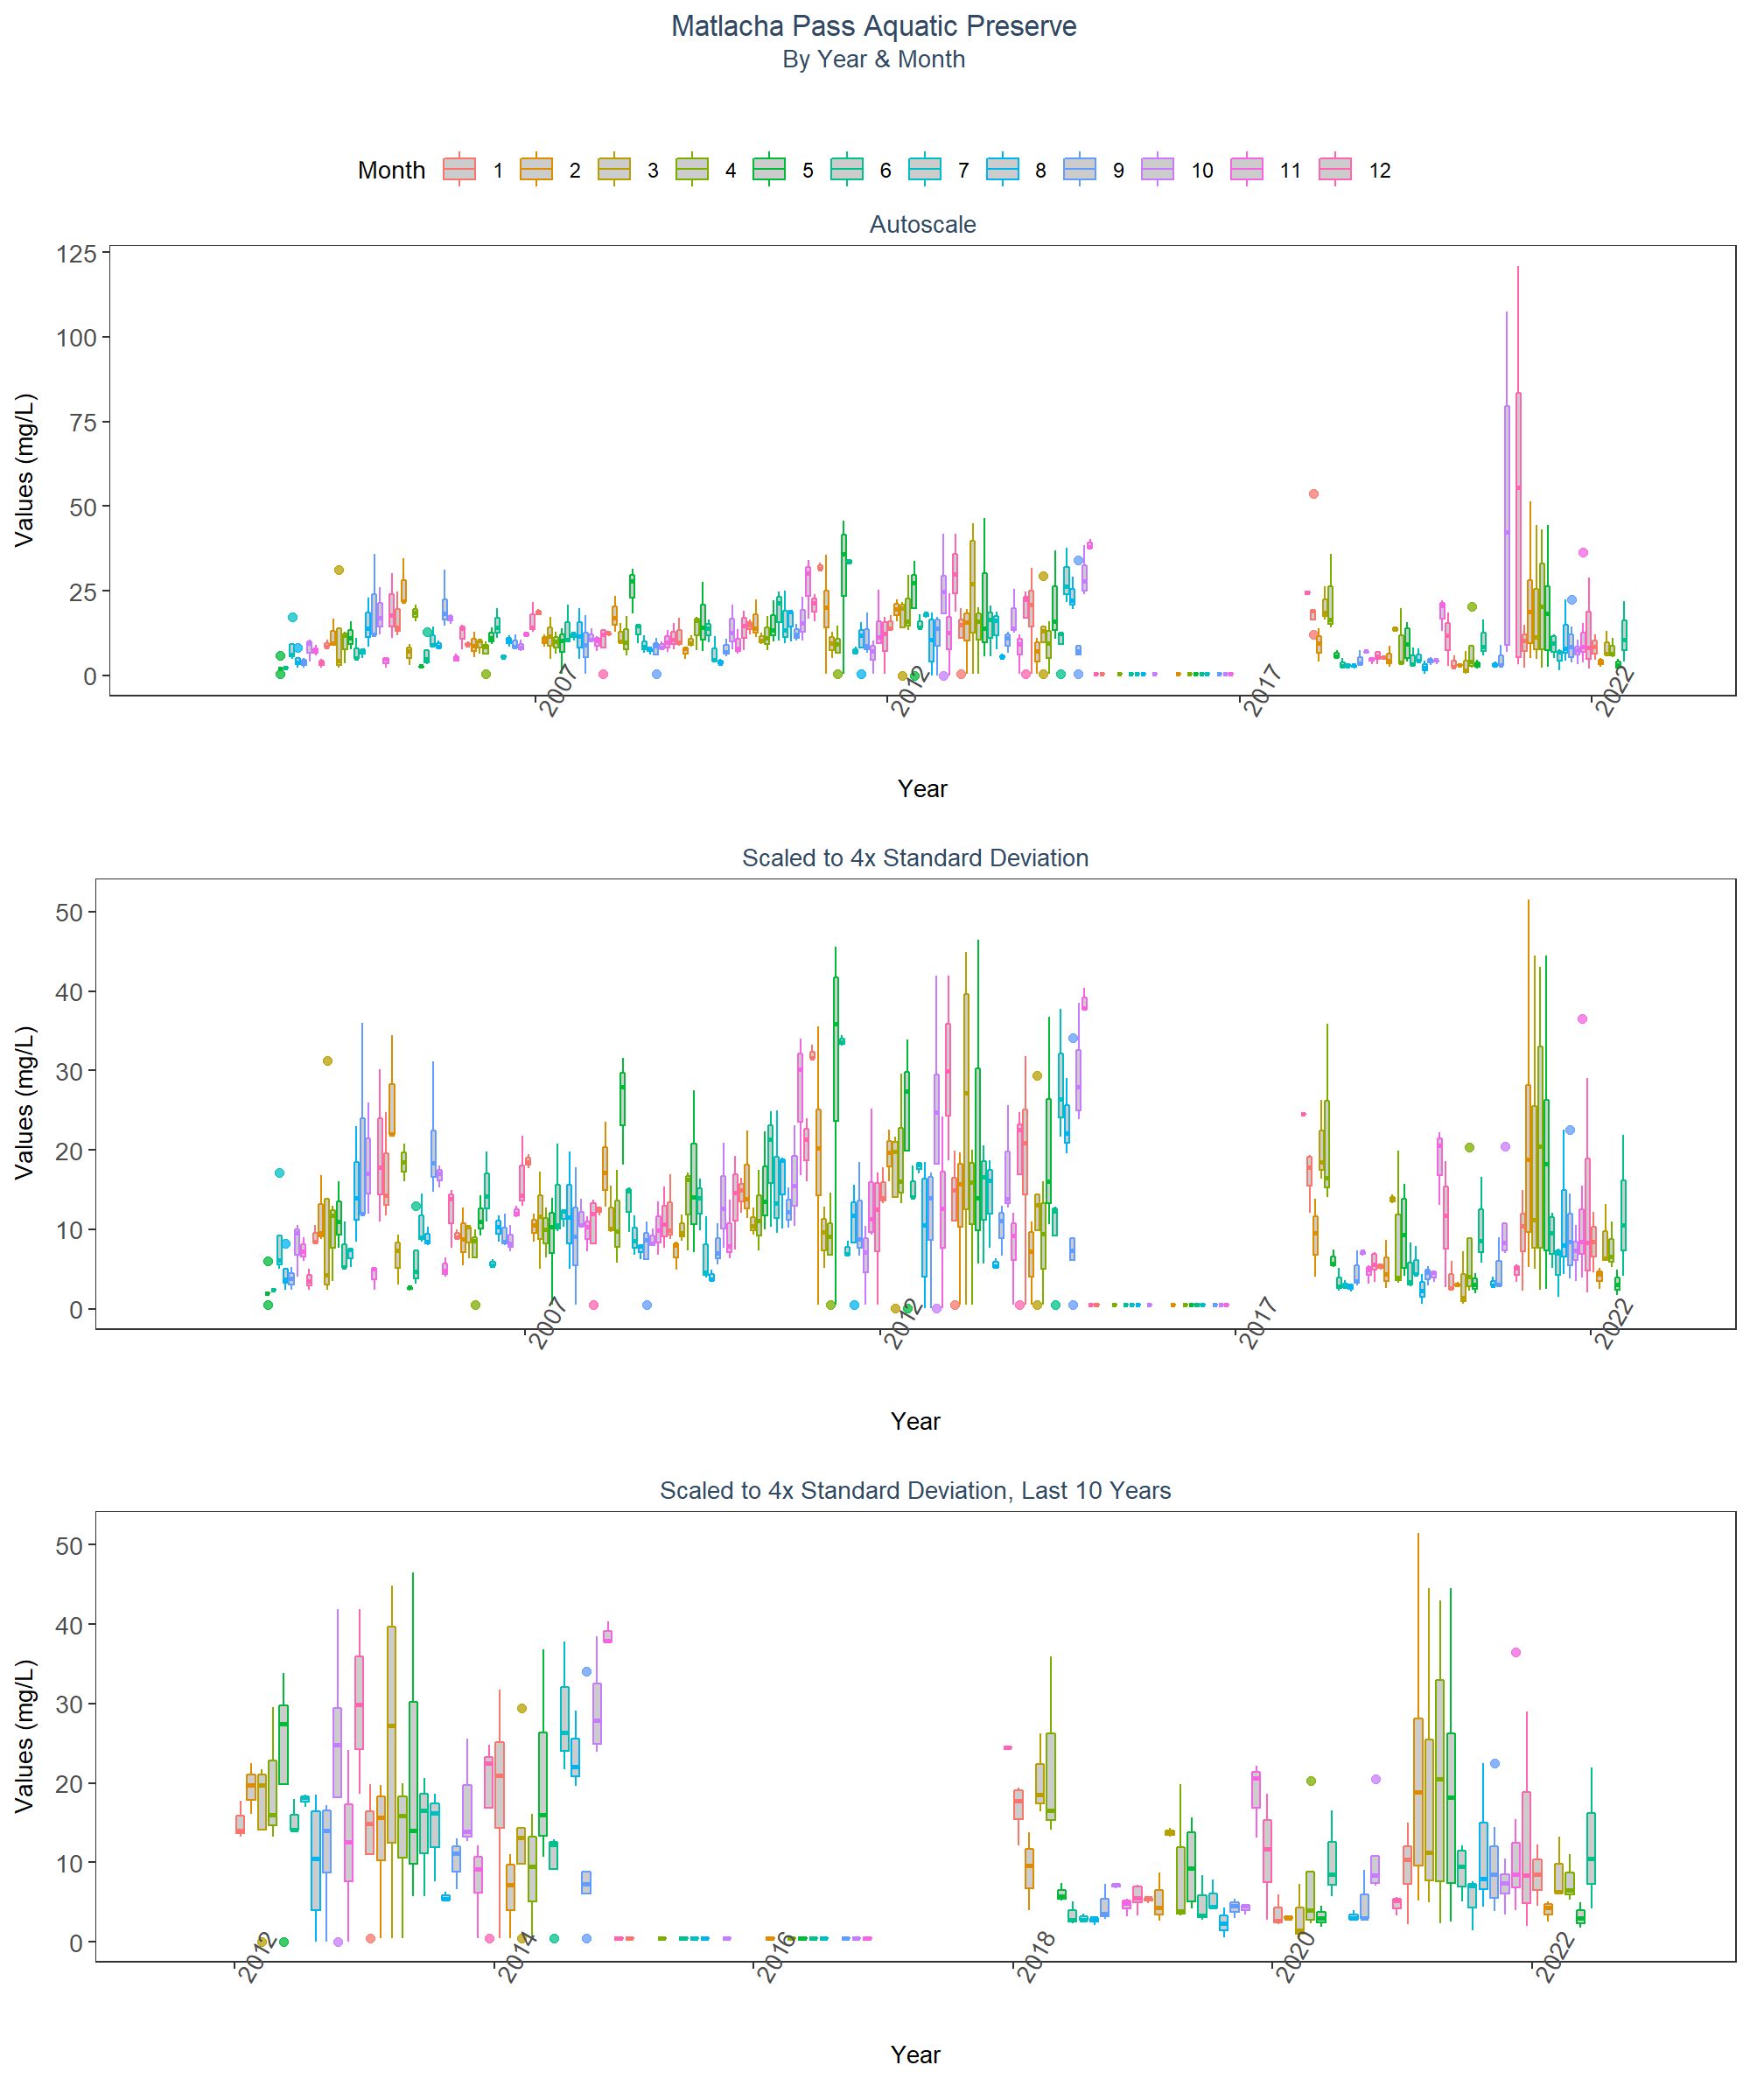 Matlacha Pass Aquatic Preserve
By Year & Month
Month 1 2 3 4 5 6 7 8 9 10 11 12
Autoscale
125
100
75
50
25
0
Values (mg/L)
2007 2012 2017 2022
Year
Scaled to 4x Standard Deviation
50
40
30
20
10
0
Values (mg/L)
2007 2012 2017 2022
Year
Scaled to 4x Standard Deviation, Last 10 Years
50
40
30
20
10
0
Values (mg/L)
2012 2014 2016 2018 2020 2022
Year